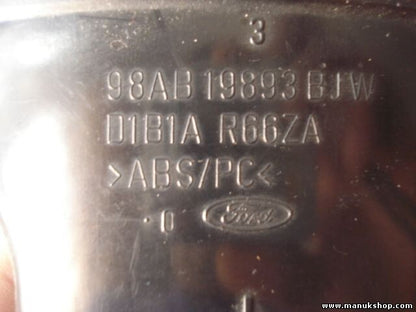 3
98AB 19893 BJW
D1B1A R66ZA
>ABS/PC<
.0 Ford
www.manukshop.com